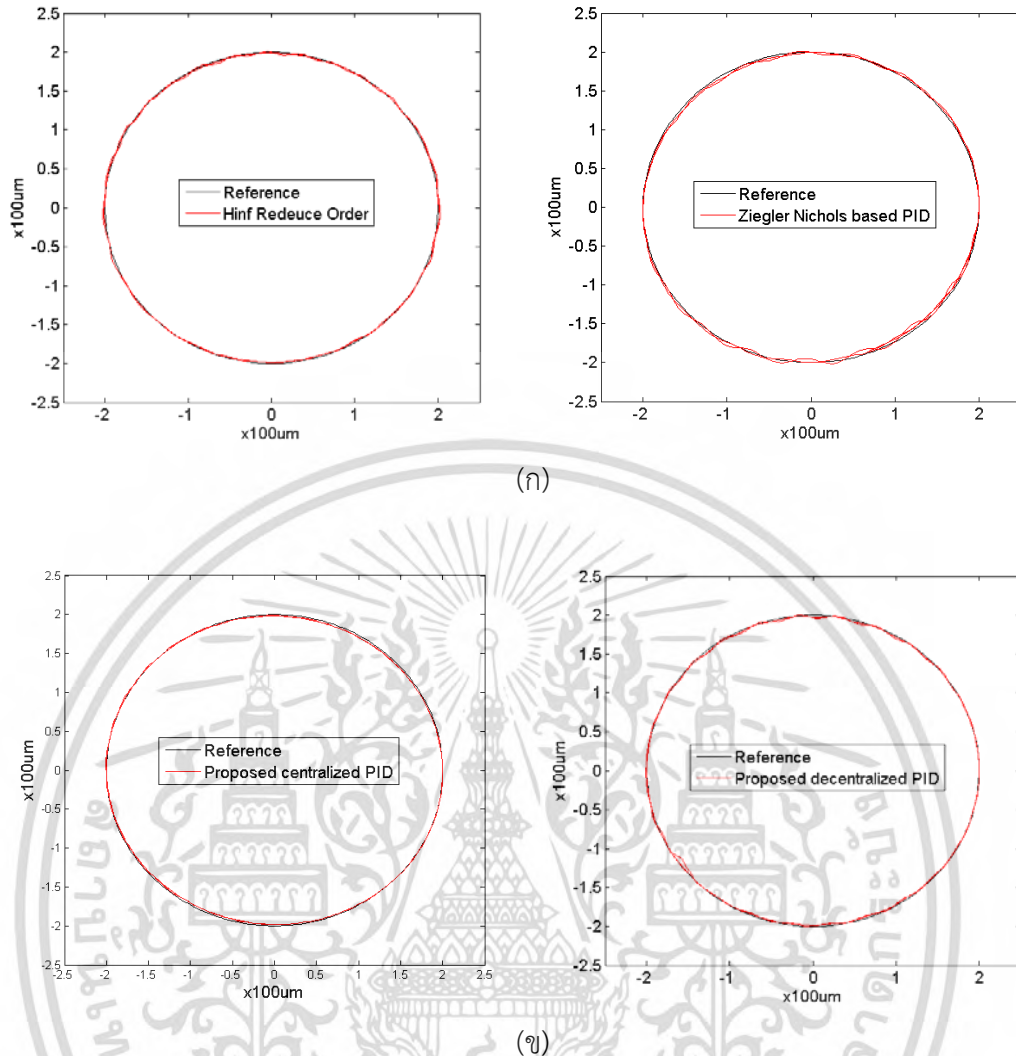 2.5
2
1.5
1
0.5
0
-0.5
-1
-1.5
-2
-2.5
x100um
-2 -1 0 1 2
x100um
Reference
Hinf Redeuce Order
2.5
2
1.5
1
0.5
0
-0.5
-1
-1.5
-2
-2.5
x100um
-2 -1 0 1 2
x100um
Reference
Ziegler Nichols based PID
(ก)
2.5
2
1.5
1
0.5
0
-0.5
-1
-1.5
-2
-2.5
x100um
-2.5 -2 -1.5 -1 -0.5 0 0.5 1 1.5 2 2.5
x100um
Reference
Proposed centralized PID
2.5
2
1.5
1
0.5
0
-0.5
-1
-1.5
-2
-2.5
x100um
-2 -1 0 1 2
x100um
Reference
Proposed decentralized PID
(ข)